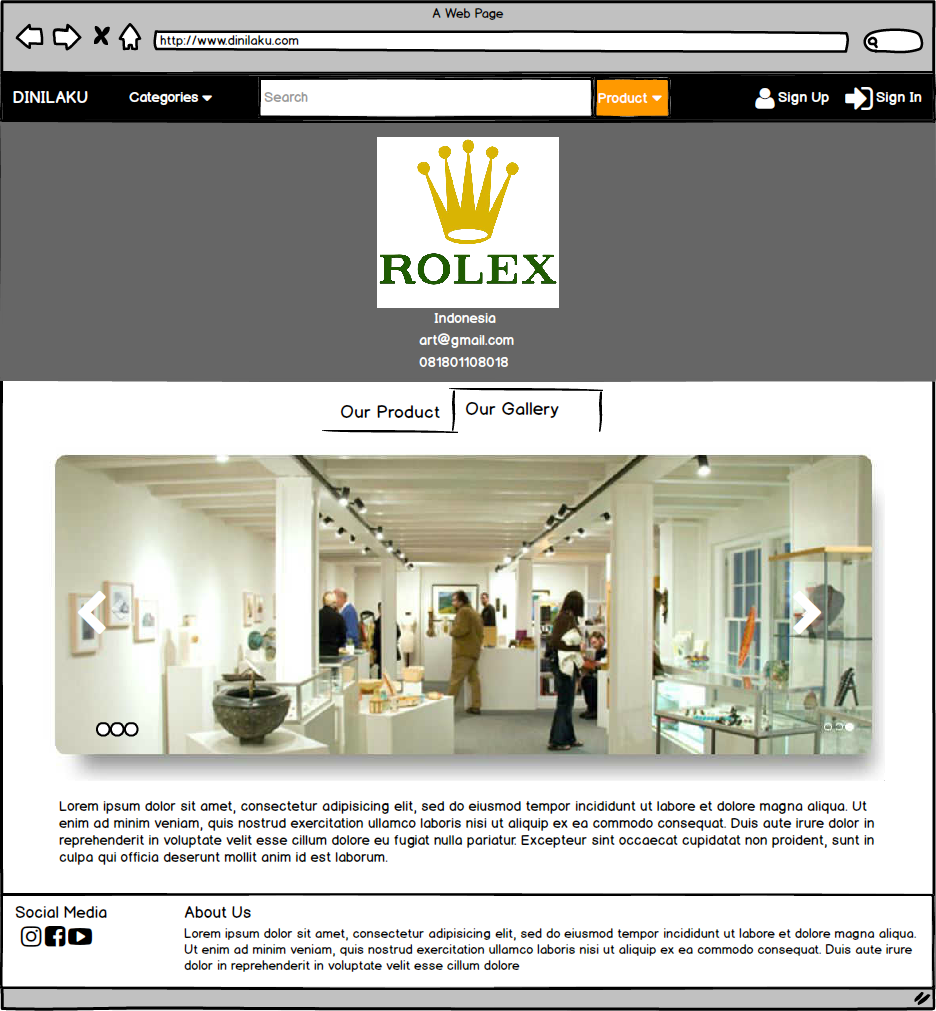 A Web Page
http://www.dinilaku.com
DINILAKU Categories Search Product Sign Up Sign In
ROLEX
Indonesia
art@gmail.com
081801108018
Our Product Our Gallery
Lorem ipsum dolor sit amet, consectetur adipisicing elit, sed do eiusmod tempor incididunt ut labore et dolore magna aliqua. Ut
enim ad minim veniam, quis nostrud exercitation ullamco laboris nisi ut aliquip ex ea commodo consequat. Duis aute irure dolor in
reprehenderit in voluptate velit esse cillum dolore eu fugiat nulla pariatur. Excepteur sint occaecat cupidatat non proident, sunt in
culpa qui officia deserunt mollit anim id est laborum.
Social Media About Us
Lorem ipsum dolor sit amet, consectetur adipisicing elit, sed do eiusmod tempor incididunt ut labore et dolore magna aliqua.
Ut enim ad minim veniam, quis nostrud exercitation ullamco laboris nisi ut aliquip ex ea commodo consequat. Duis aute irure
dolor in reprehenderit in voluptate velit esse cillum dolore